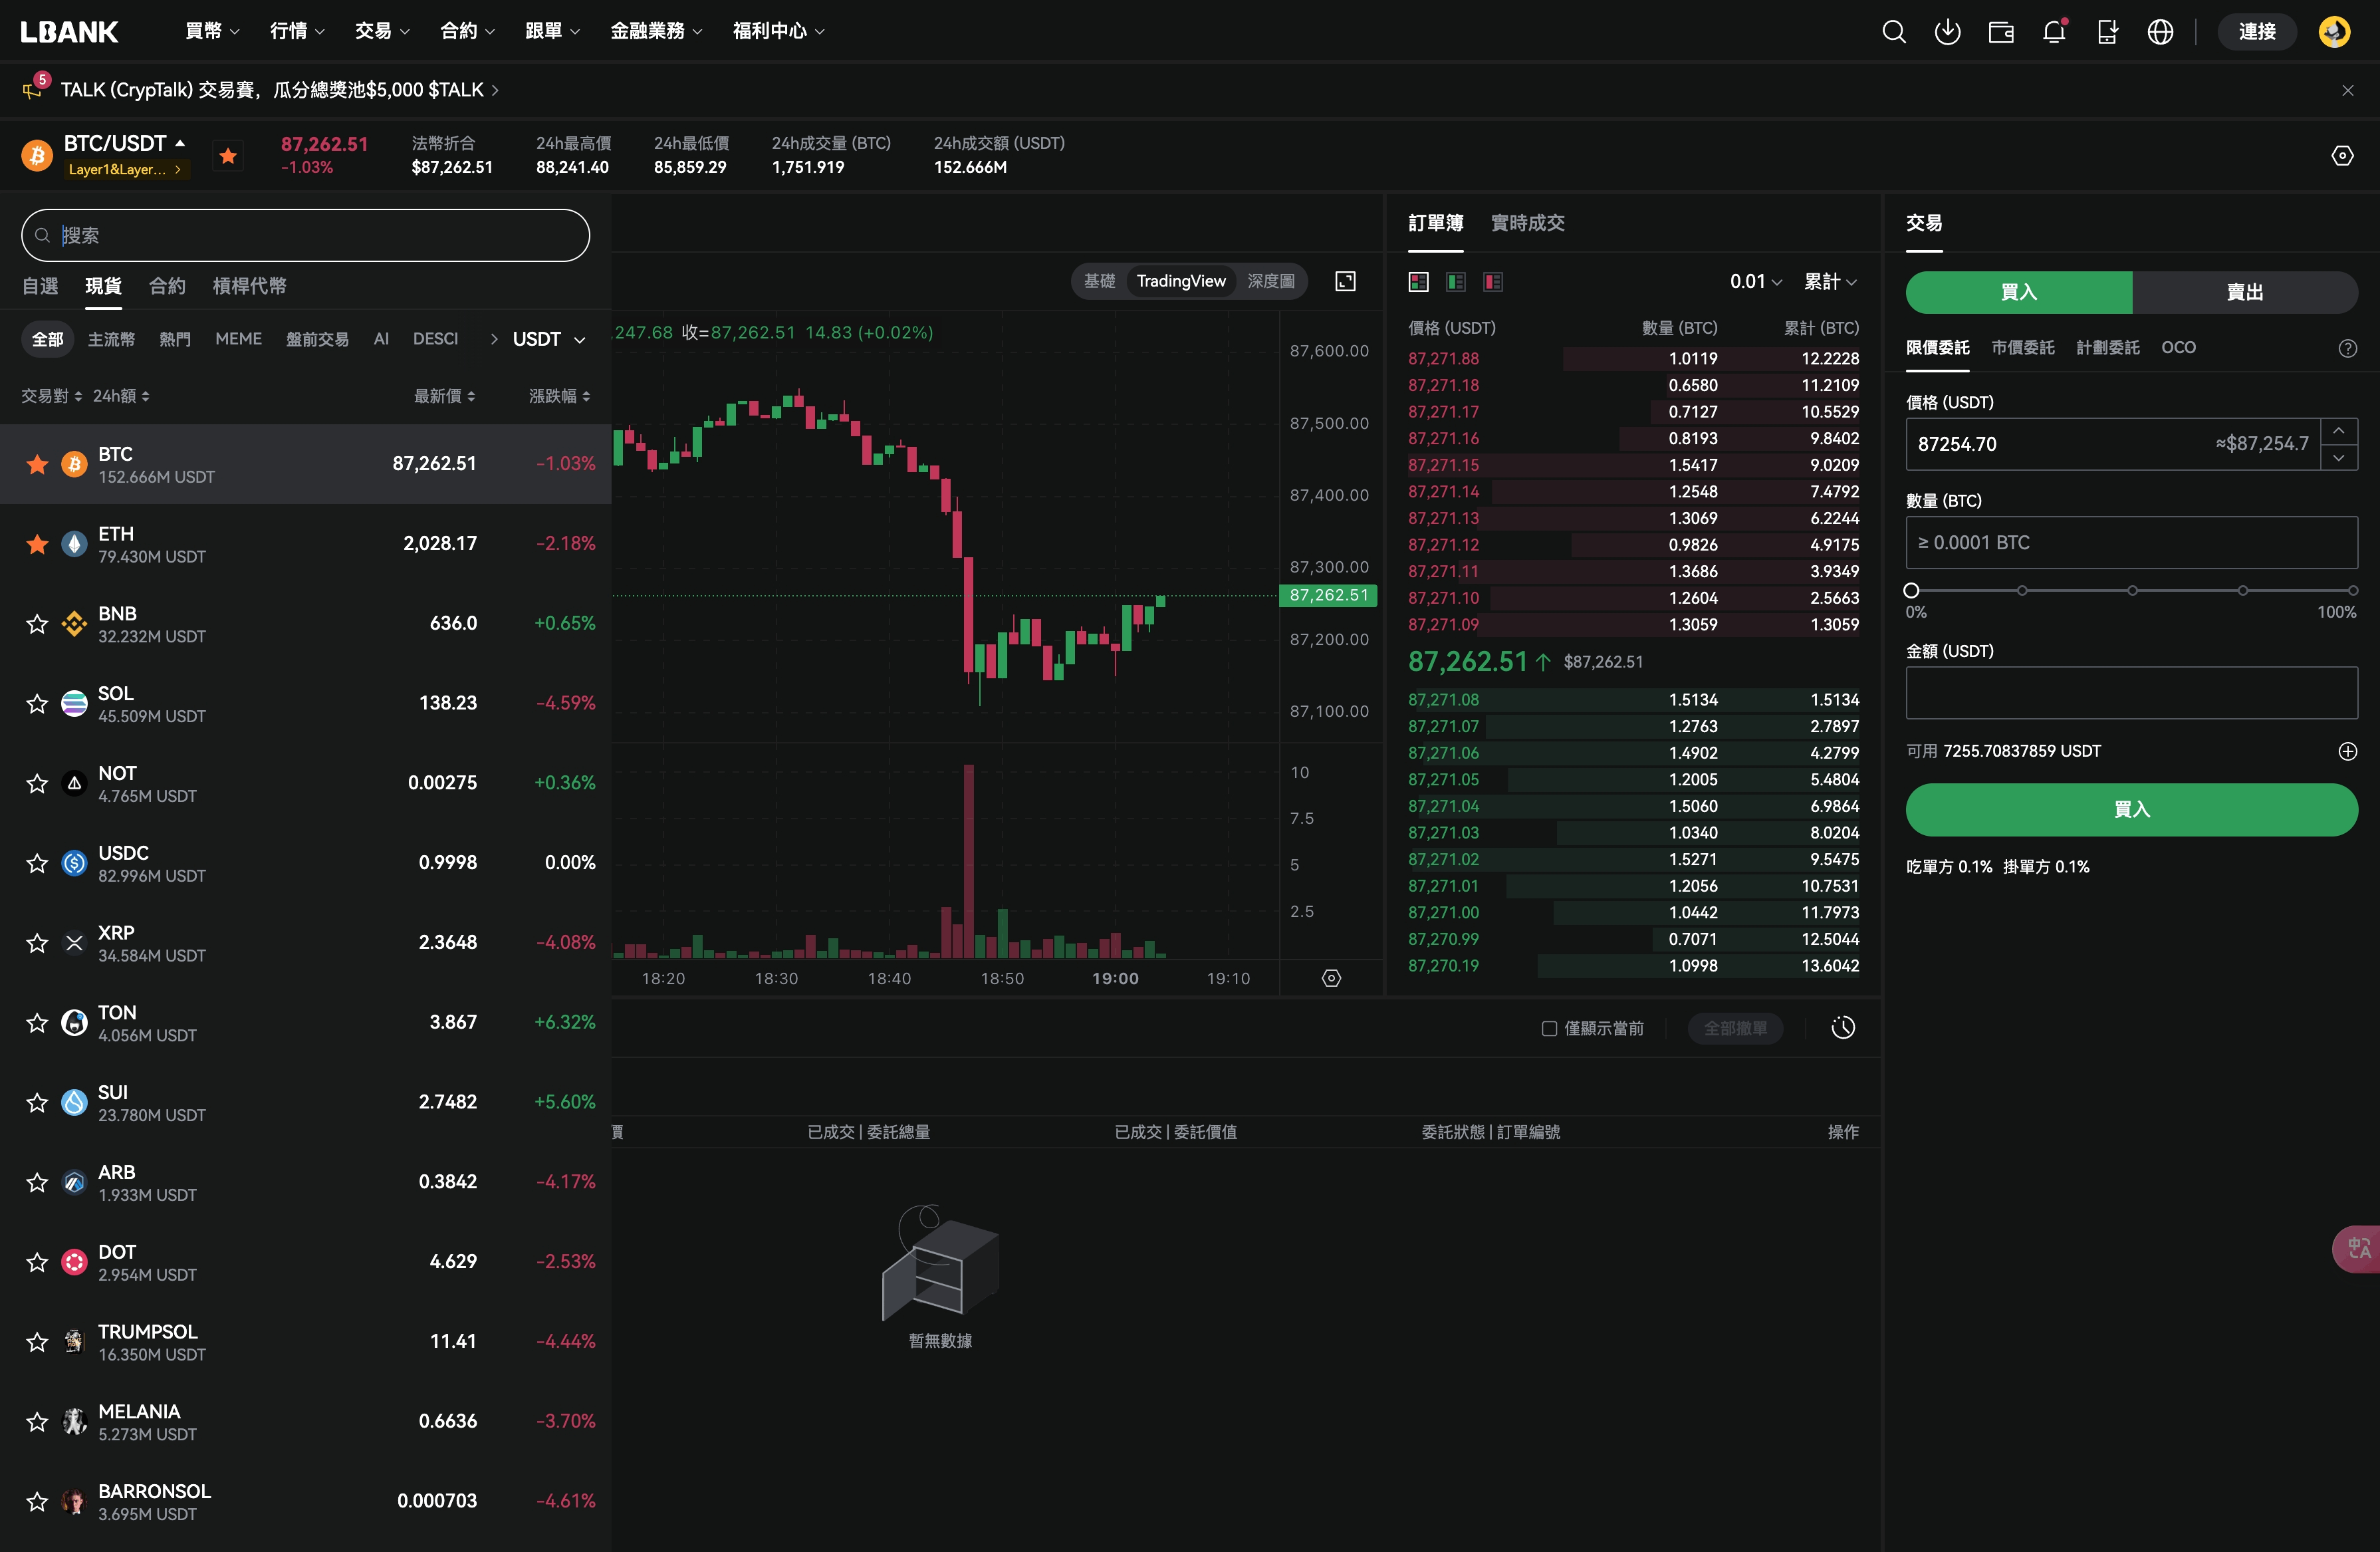 LBANK 買幣 行情 交易 合約 跟單 金融業務 福利中心 連接
5
TALK (CrypTalk) 交易賽，瓜分總獎池$5,000 $TALK
BTC/USDT
Layer1&Layer...
87,262.51
-1.03%
法幣折合
$87,262.51
24h最高價
88,241.40
24h最低價
85,859.29
24h成交量 (BTC)
1,751.919
24h成交額 (USDT)
152.666M
搜索
自選 現貨 合約 槓桿代幣
全部 主流幣 熱門 MEME 盤前交易 AI DESCI USDT
交易對 24h額 最新價 漲跌幅
BTC 87,262.51 -1.03%
152.666M USDT
ETH 2,028.17 -2.18%
79.430M USDT
BNB 636.0 +0.65%
32.232M USDT
SOL 138.23 -4.59%
45.509M USDT
NOT 0.00275 +0.36%
4.765M USDT
USDC 0.9998 0.00%
82.996M USDT
XRP 2.3648 -4.08%
34.584M USDT
TON 3.867 +6.32%
4.056M USDT
SUI 2.7482 +5.60%
23.780M USDT
ARB 0.3842 -4.17%
1.933M USDT
DOT 4.629 -2.53%
2.954M USDT
TRUMPSOL 11.41 -4.44%
16.350M USDT
MELANIA 0.6636 -3.70%
5.273M USDT
BARRONSOL 0.000703 -4.61%
3.695M USDT
基礎 TradingView 深度圖
,247.68 收=87,262.51 14.83 (+0.02%)
87,600.00
87,500.00
87,400.00
87,300.00
87,262.51
87,200.00
87,100.00
10
7.5
5
2.5
18:20 18:30 18:40 18:50 19:00 19:10
訂單簿 實時成交
0.01 累計
價格 (USDT) 數量 (BTC) 累計 (BTC)
87,271.88 1.0119 12.2228
87,271.18 0.6580 11.2109
87,271.17 0.7127 10.5529
87,271.16 0.8193 9.8402
87,271.15 1.5417 9.0209
87,271.14 1.2548 7.4792
87,271.13 1.3069 6.2244
87,271.12 0.9826 4.9175
87,271.11 1.3686 3.9349
87,271.10 1.2604 2.5663
87,271.09 1.3059 1.3059
87,262.51 $87,262.51
87,271.08 1.5134 1.5134
87,271.07 1.2763 2.7897
87,271.06 1.4902 4.2799
87,271.05 1.2005 5.4804
87,271.04 1.5060 6.9864
87,271.03 1.0340 8.0204
87,271.02 1.5271 9.5475
87,271.01 1.2056 10.7531
87,271.00 1.0442 11.7973
87,270.99 0.7071 12.5044
87,270.19 1.0998 13.6042
交易
買入 賣出
限價委託 市價委託 計劃委託 OCO
價格 (USDT)
87254.70 ≈$87,254.7
數量 (BTC)
≥ 0.0001 BTC
0% 100%
金額 (USDT)
可用 7255.70837859 USDT
買入
吃單方 0.1% 掛單方 0.1%
僅顯示當前 全部撤單
價 已成交 | 委託總量 已成交 | 委託價值 委託狀態 | 訂單編號 操作
暫無數據
中A